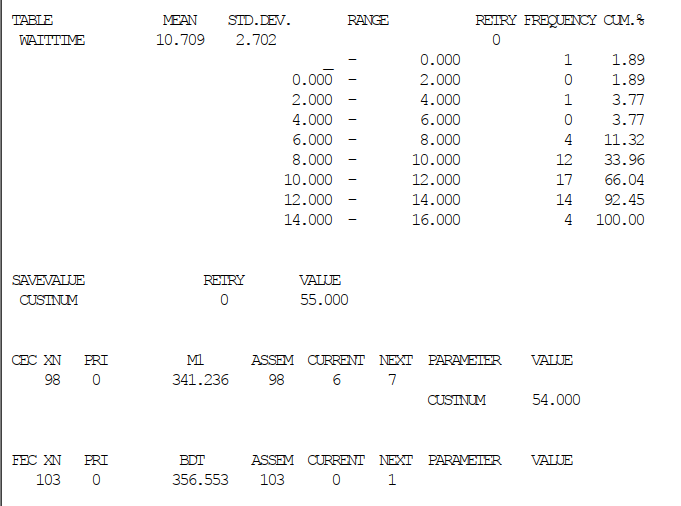 TABLE MEAN STD.DEV. RANGE RETRY FREQUENCY CUM.%
WAITTIME 10.709 2.702 0
_ - 0.000 1 1.89
0.000 - 2.000 0 1.89
2.000 - 4.000 1 3.77
4.000 - 6.000 0 3.77
6.000 - 8.000 4 11.32
8.000 - 10.000 12 33.96
10.000 - 12.000 17 66.04
12.000 - 14.000 14 92.45
14.000 - 16.000 4 100.00
SAVEVALUE RETRY VALUE
CUSTNUM 0 55.000
CEC XN PRI M1 ASSEM CURRENT NEXT PARAMETER VALUE
98 0 341.236 98 6 7
CUSTNUM 54.000
FEC XN PRI BDT ASSEM CURRENT NEXT PARAMETER VALUE
103 0 356.553 103 0 1